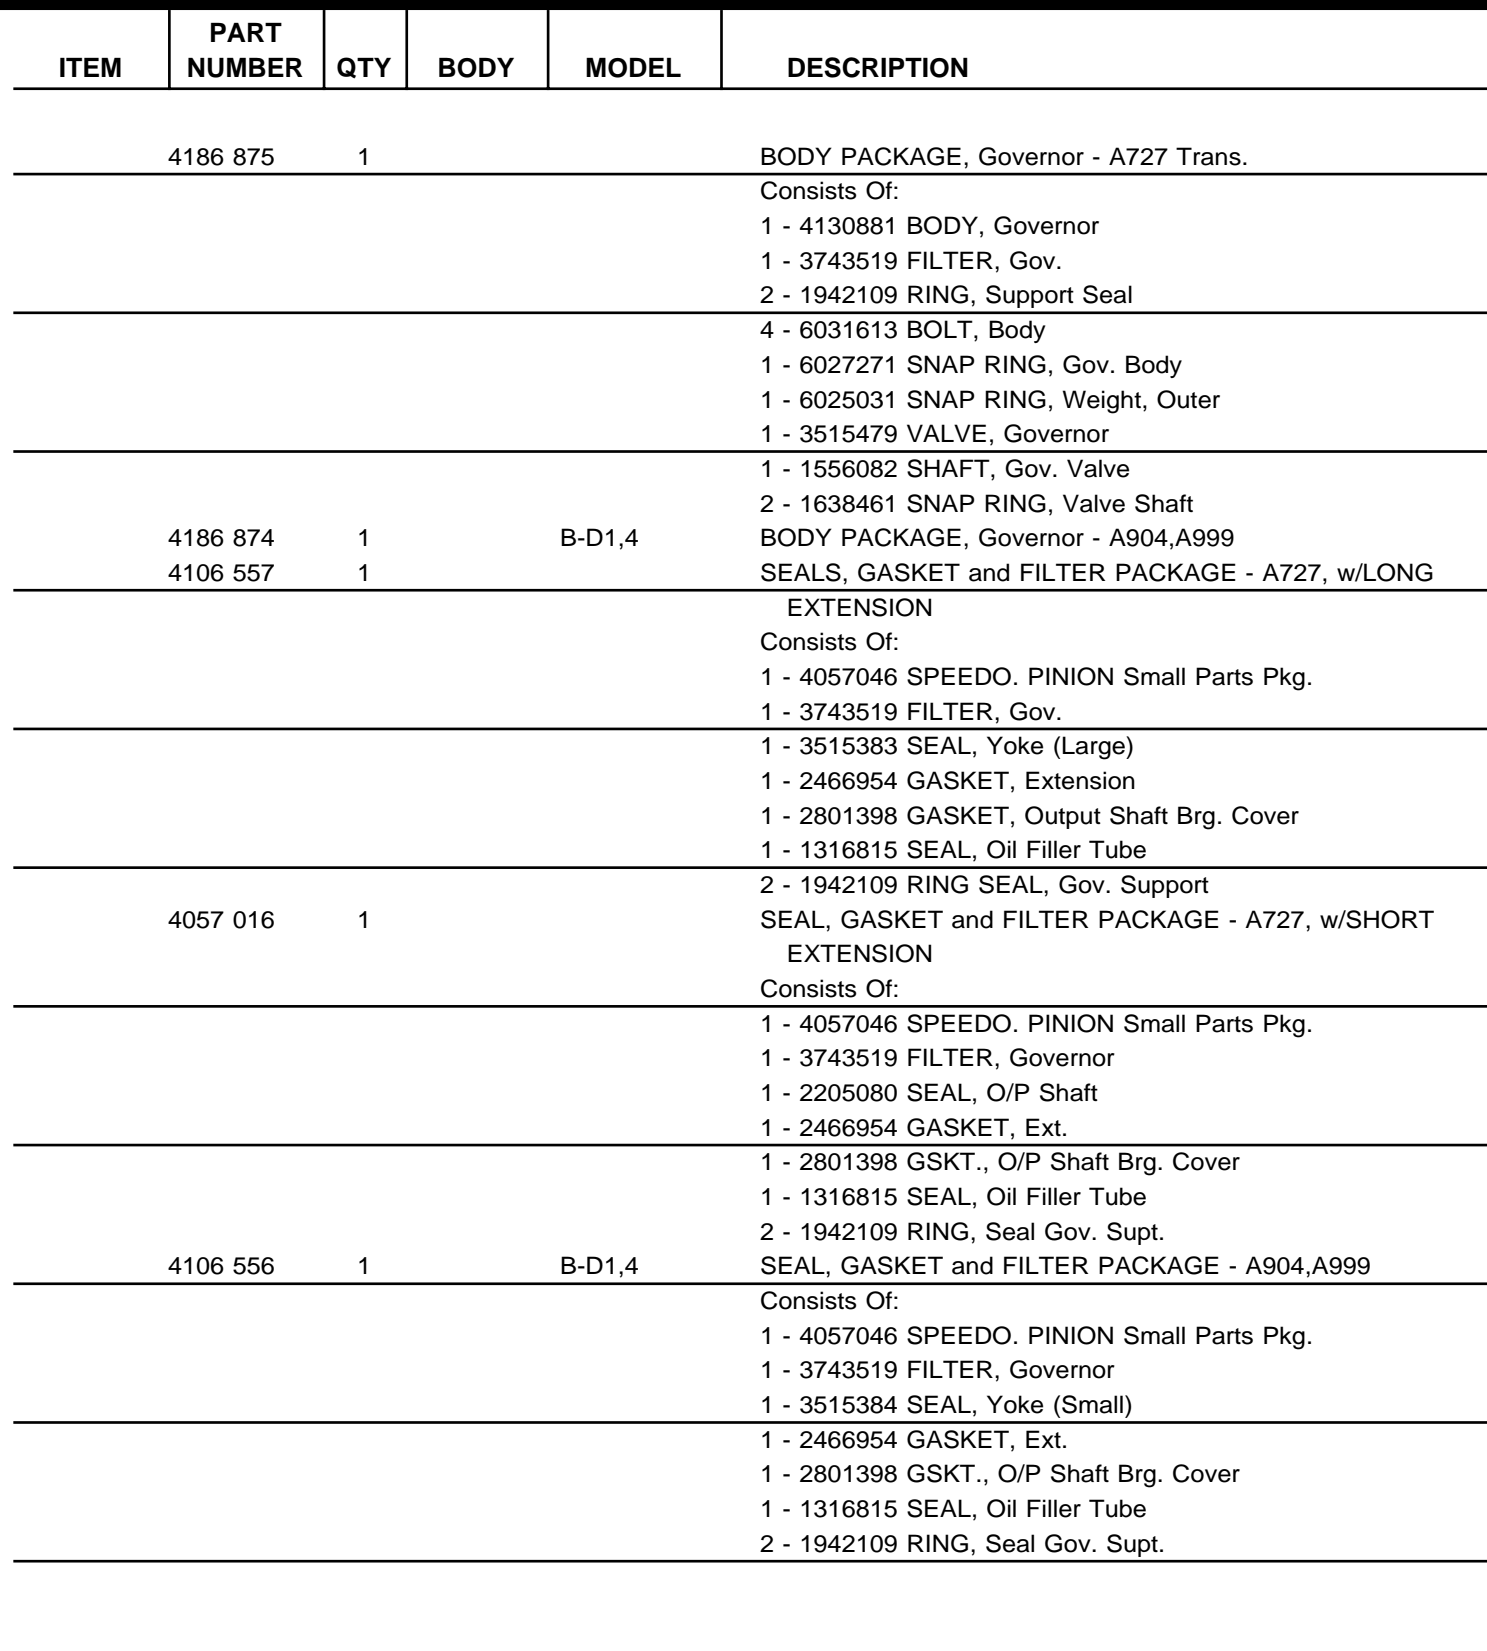 PART
ITEM NUMBER QTY BODY MODEL DESCRIPTION
4186 875 1 BODY PACKAGE, Governor - A727 Trans.
Consists Of:
1 - 4130881 BODY, Governor
1 - 3743519 FILTER, Gov.
2 - 1942109 RING, Support Seal
4 - 6031613 BOLT, Body
1 - 6027271 SNAP RING, Gov. Body
1 - 6025031 SNAP RING, Weight, Outer
1 - 3515479 VALVE, Governor
1 - 1556082 SHAFT, Gov. Valve
2 - 1638461 SNAP RING, Valve Shaft
4186 874 1 B-D1,4 BODY PACKAGE, Governor - A904,A999
4106 557 1 SEALS, GASKET and FILTER PACKAGE - A727, w/LONG
EXTENSION
Consists Of:
1 - 4057046 SPEEDO. PINION Small Parts Pkg.
1 - 3743519 FILTER, Gov.
1 - 3515383 SEAL, Yoke (Large)
1 - 2466954 GASKET, Extension
1 - 2801398 GASKET, Output Shaft Brg. Cover
1 - 1316815 SEAL, Oil Filler Tube
2 - 1942109 RING SEAL, Gov. Support
4057 016 1 SEAL, GASKET and FILTER PACKAGE - A727, w/SHORT
EXTENSION
Consists Of:
1 - 4057046 SPEEDO. PINION Small Parts Pkg.
1 - 3743519 FILTER, Governor
1 - 2205080 SEAL, O/P Shaft
1 - 2466954 GASKET, Ext.
1 - 2801398 GSKT., O/P Shaft Brg. Cover
1 - 1316815 SEAL, Oil Filler Tube
2 - 1942109 RING, Seal Gov. Supt.
4106 556 1 B-D1,4 SEAL, GASKET and FILTER PACKAGE - A904,A999
Consists Of:
1 - 4057046 SPEEDO. PINION Small Parts Pkg.
1 - 3743519 FILTER, Governor
1 - 3515384 SEAL, Yoke (Small)
1 - 2466954 GASKET, Ext.
1 - 2801398 GSKT., O/P Shaft Brg. Cover
1 - 1316815 SEAL, Oil Filler Tube
2 - 1942109 RING, Seal Gov. Supt.